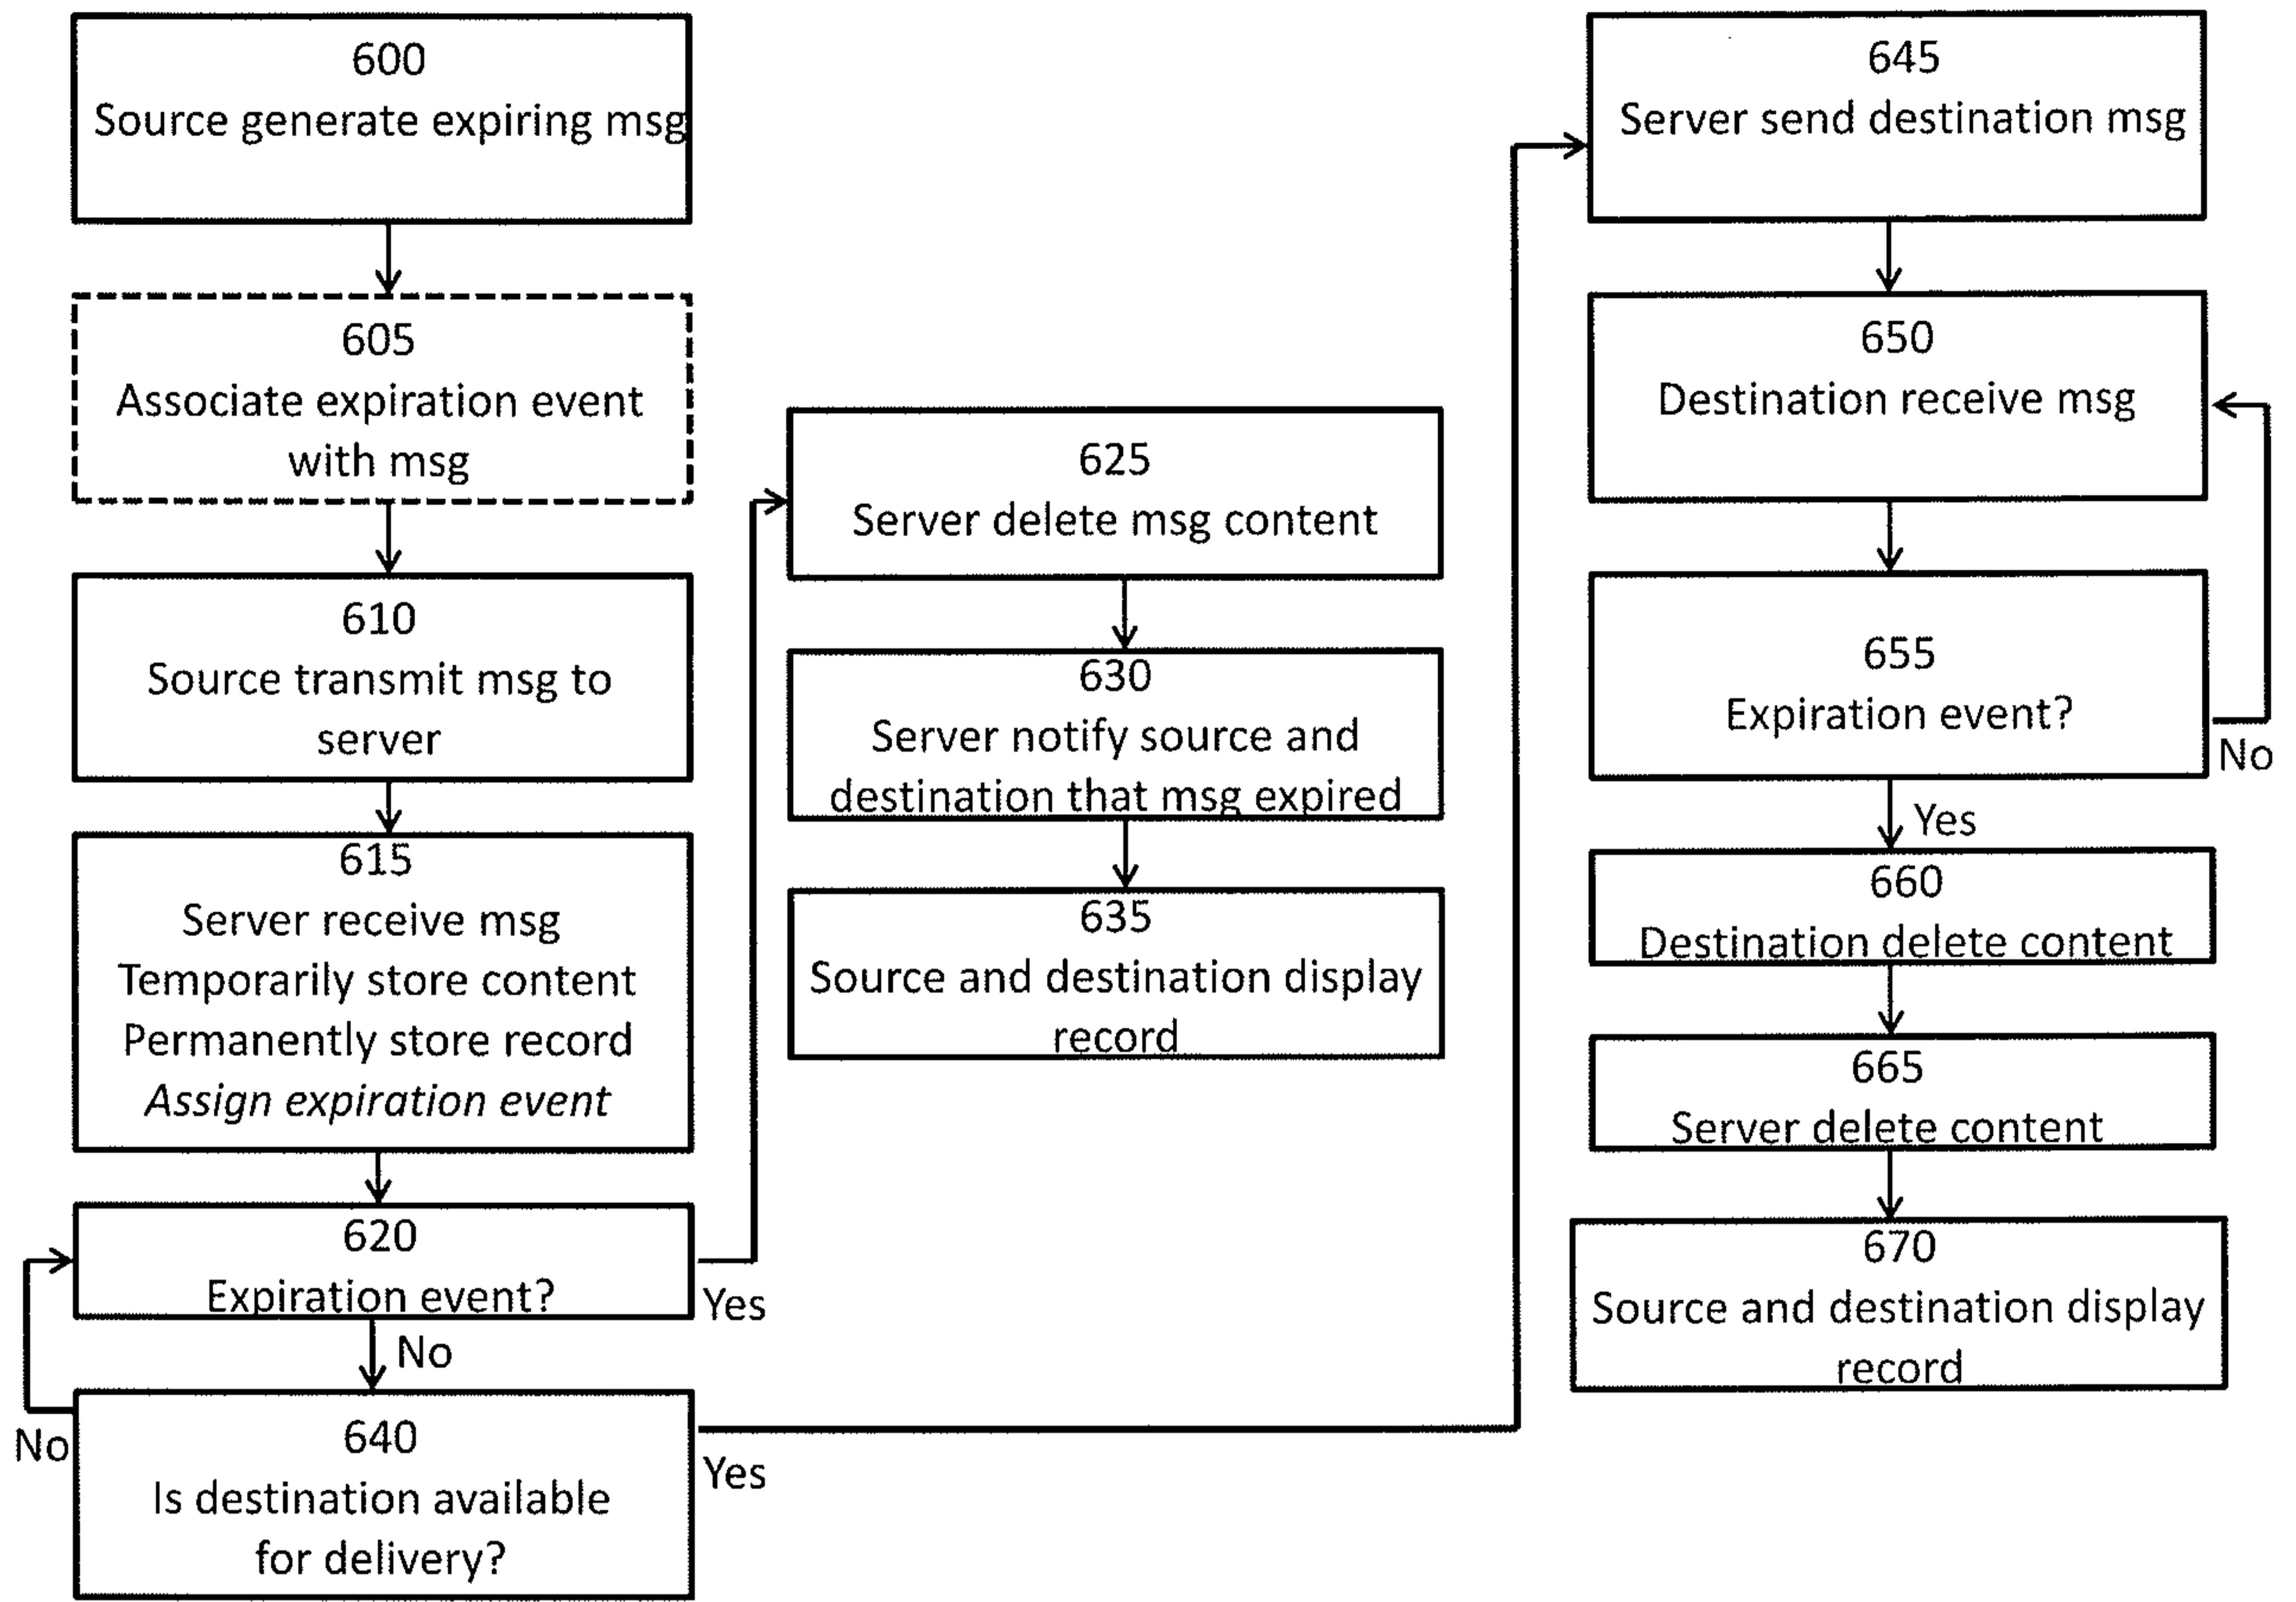 600
Source generate expiring msg
605
Associate expiration event
with msg
610
Source transmit msg to
server
615
Server receive msg
Temporarily store content
Permanently store record
Assign expiration event
620
Expiration event?
Yes
No
640
Is destination available
for delivery?
No
Yes
625
Server delete msg content
630
Server notify source and
destination that msg expired
635
Source and destination display
record
645
Server send destination msg
650
Destination receive msg
655
Expiration event?
No
Yes
660
Destination delete content
665
Server delete content
670
Source and destination display
record